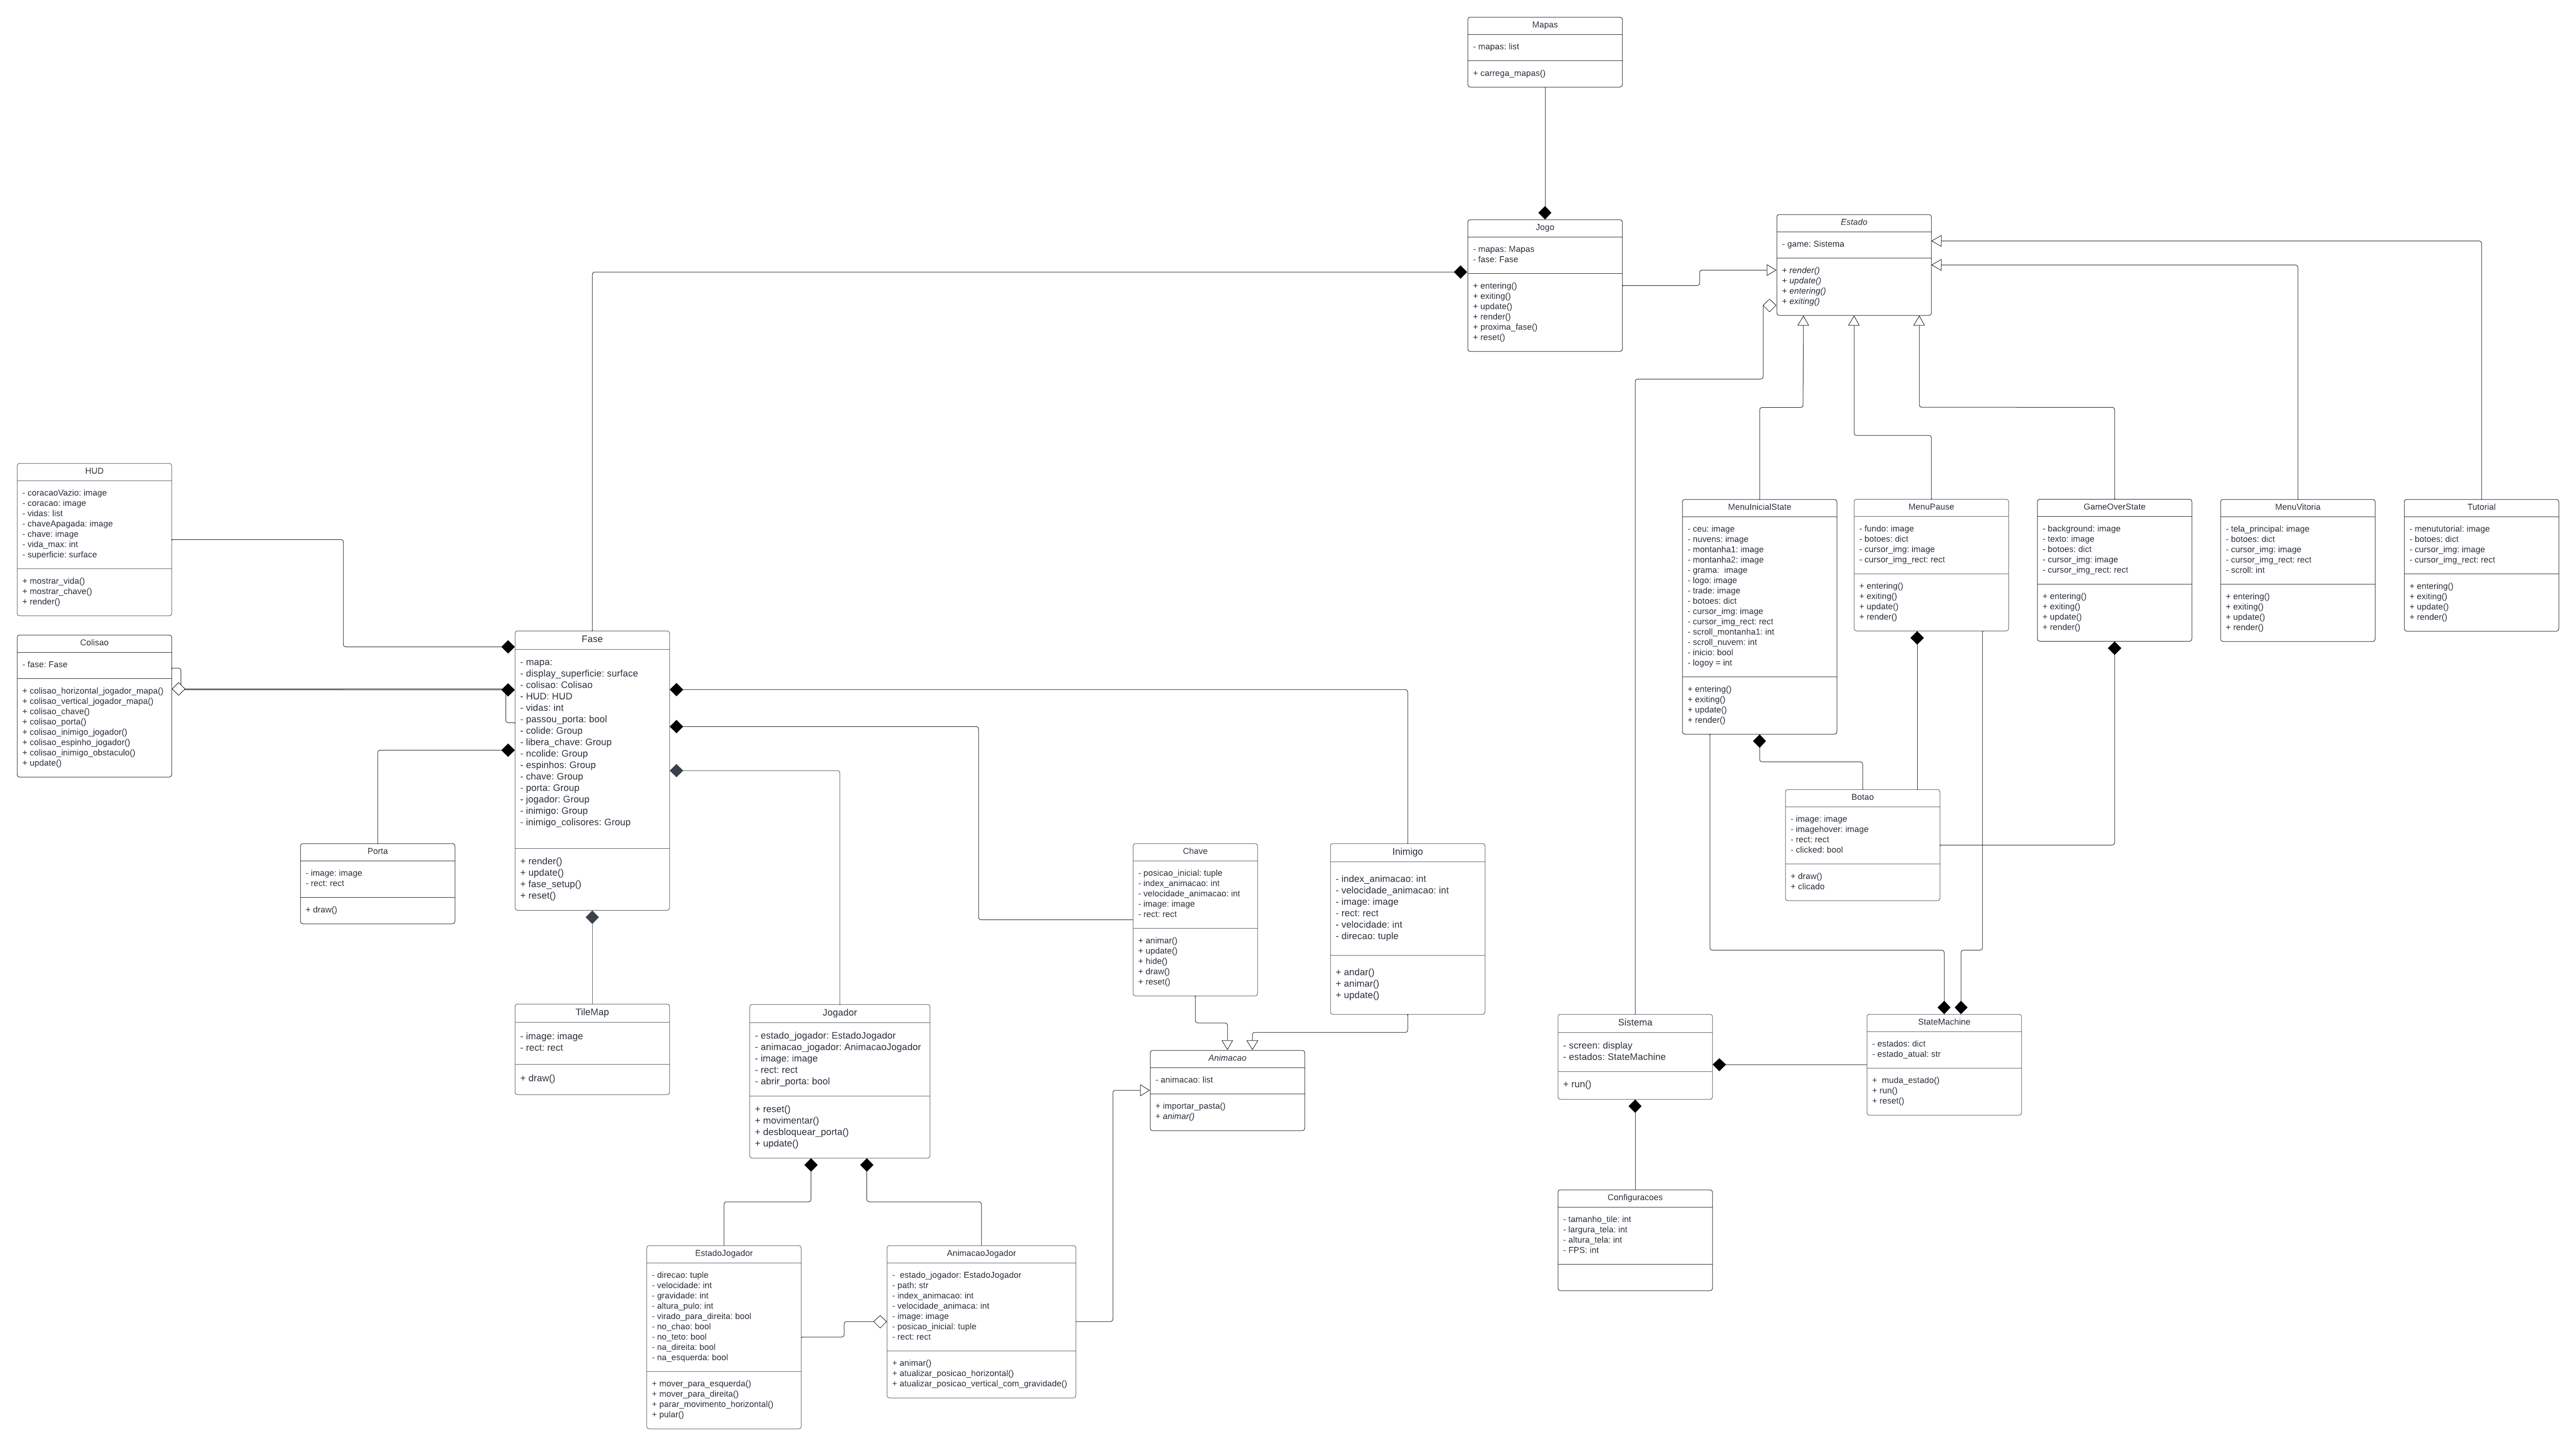 Mapas
- mapas: list
+ carrega_mapas()
Jogo
- mapas: Mapas
- fase: Fase
+ entering()
+ exiting()
+ update()
+ render()
+ proxima_fase()
+ reset()
Estado
- game: Sistema
+ render()
+ update()
+ entering()
+ exiting()
HUD
- coracaoVazio: image
- coracao: image
- vidas: list
- chaveApagada: image
- chave: image
- vida_max: int
- superficie: surface
+ mostrar_vida()
+ mostrar_chave()
+ render()
Colisao
- fase: Fase
+ colisao_horizontal_jogador_mapa()
+ colisao_vertical_jogador_mapa()
+ colisao_chave()
+ colisao_porta()
+ colisao_inimigo_jogador()
+ colisao_espinho_jogador()
+ colisao_inimigo_obstaculo()
+ update()
Fase
- mapa:
- display_superficie: surface
- colisao: Colisao
- HUD: HUD
- vidas: int
- passou_porta: bool
- colide: Group
- libera_chave: Group
- ncolide: Group
- espinhos: Group
- chave: Group
- porta: Group
- jogador: Group
- inimigo: Group
- inimigo_colisores: Group
+ render()
+ update()
+ fase_setup()
+ reset()
MenuInicialState
- ceu: image
- nuvens: image
- montanha1: image
- montanha2: image
- grama:  image
- logo: image
- trade: image
- botoes: dict
- cursor_img: image
- cursor_img_rect: rect
- scroll_montanha1: int
- scroll_nuvem: int
- inicio: bool
- logoy = int
+ entering()
+ exiting()
+ update()
+ render()
MenuPause
- fundo: image
- botoes: dict
- cursor_img: image
- cursor_img_rect: rect
+ entering()
+ exiting()
+ update()
+ render()
GameOverState
- background: image
- texto: image
- botoes: dict
- cursor_img: image
- cursor_img_rect: rect
+ entering()
+ exiting()
+ update()
+ render()
MenuVitoria
- tela_principal: image
- botoes: dict
- cursor_img: image
- cursor_img_rect: rect
- scroll: int
+ entering()
+ exiting()
+ update()
+ render()
Tutorial
- menututorial: image
- botoes: dict
- cursor_img: image
- cursor_img_rect: rect
+ entering()
+ exiting()
+ update()
+ render()
Botao
- image: image
- imagehover: image
- rect: rect
- clicked: bool
+ draw()
+ clicado
Porta
- image: image
- rect: rect
+ draw()
Chave
- posicao_inicial: tuple
- index_animacao: int
- velocidade_animacao: int
- image: image
- rect: rect
+ animar()
+ update()
+ hide()
+ draw()
+ reset()
Inimigo
- index_animacao: int
- velocidade_animacao: int
- image: image
- rect: rect
- velocidade: int
- direcao: tuple
+ andar()
+ animar()
+ update()
TileMap
- image: image
- rect: rect
+ draw()
Jogador
- estado_jogador: EstadoJogador
- animacao_jogador: AnimacaoJogador
- image: image
- rect: rect
- abrir_porta: bool
+ reset()
+ movimentar()
+ desbloquear_porta()
+ update()
Animacao
- animacao: list
+ importar_pasta()
+ animar()
Sistema
- screen: display
- estados: StateMachine
+ run()
StateMachine
- estados: dict
- estado_atual: str
+  muda_estado()
+ run()
+ reset()
Configuracoes
- tamanho_tile: int
- largura_tela: int
- altura_tela: int
- FPS: int
EstadoJogador
- direcao: tuple
- velocidade: int
- gravidade: int
- altura_pulo: int
- virado_para_direita: bool
- no_chao: bool
- no_teto: bool
- na_direita: bool
- na_esquerda: bool
+ mover_para_esquerda()
+ mover_para_direita()
+ parar_movimento_horizontal()
+ pular()
AnimacaoJogador
-  estado_jogador: EstadoJogador
- path: str
- index_animacao: int
- velocidade_animaca: int
- image: image
- posicao_inicial: tuple
- rect: rect
+ animar()
+ atualizar_posicao_horizontal()
+ atualizar_posicao_vertical_com_gravidade()